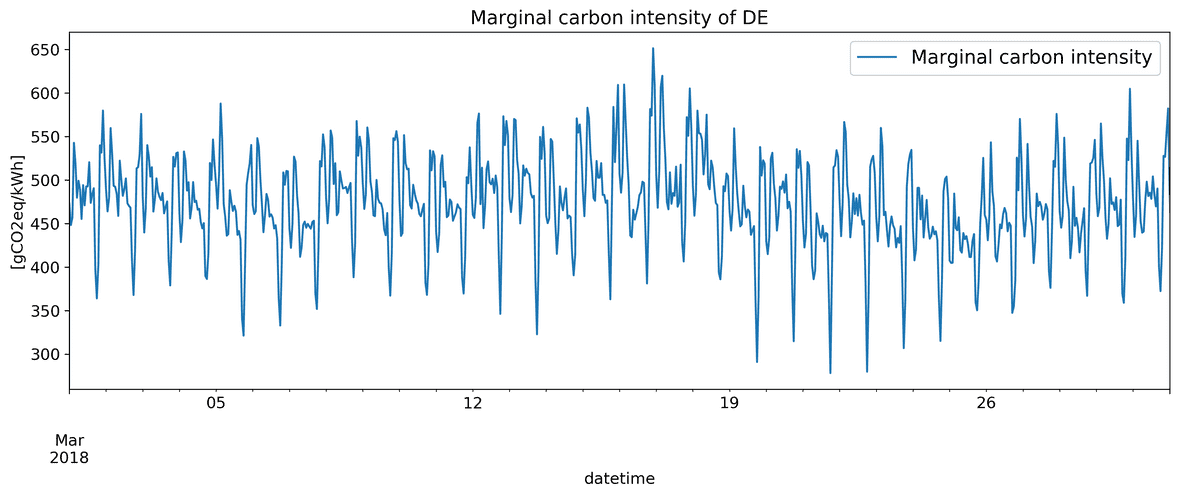 Marginal carbon intensity of DE
Marginal carbon intensity
[gCO2eq/kWh]
650
600
550
500
450
400
350
300
05 12 19 26
Mar
2018
datetime